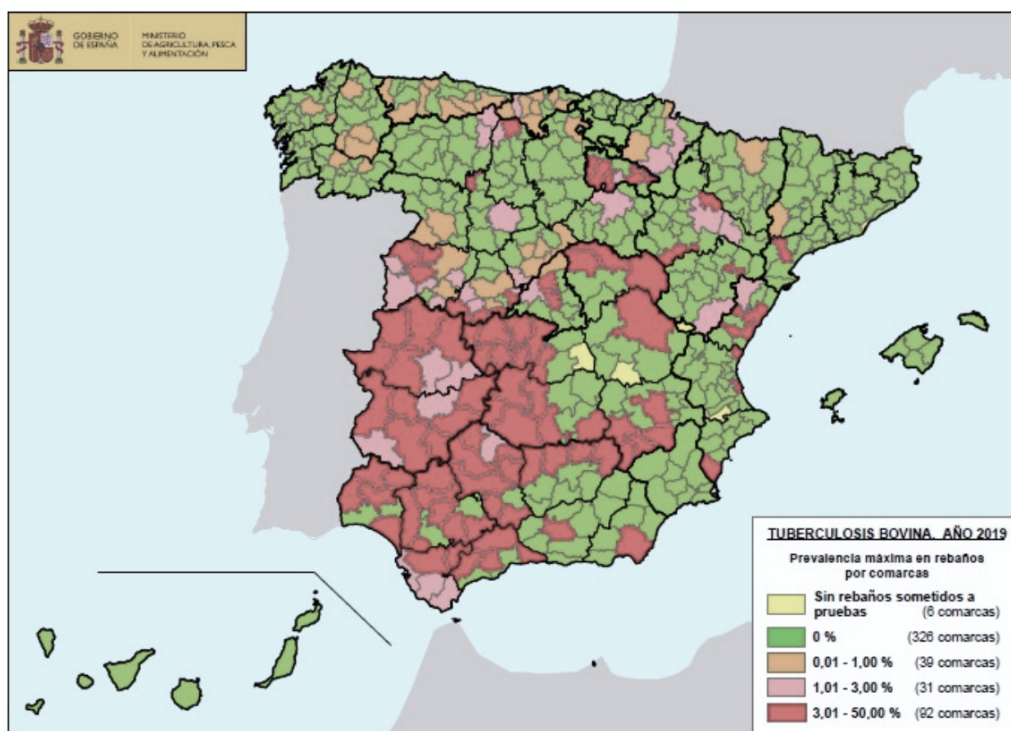 GOBIERNO
DE ESPAÑA
MINISTERIO
DE AGRICULTURA, PESCA
Y ALIMENTACIÓN
TUBERCULOSIS BOVINA. AÑO 2019
Prevalencia máxima en rebaños
por comarcas
Sin rebaños sometidos a
pruebas (6 comarcas)
0 % (326 comarcas)
0,01 - 1,00 % (39 comarcas)
1,01 - 3,00 % (31 comarcas)
3,01 - 50,00 % (92 comarcas)